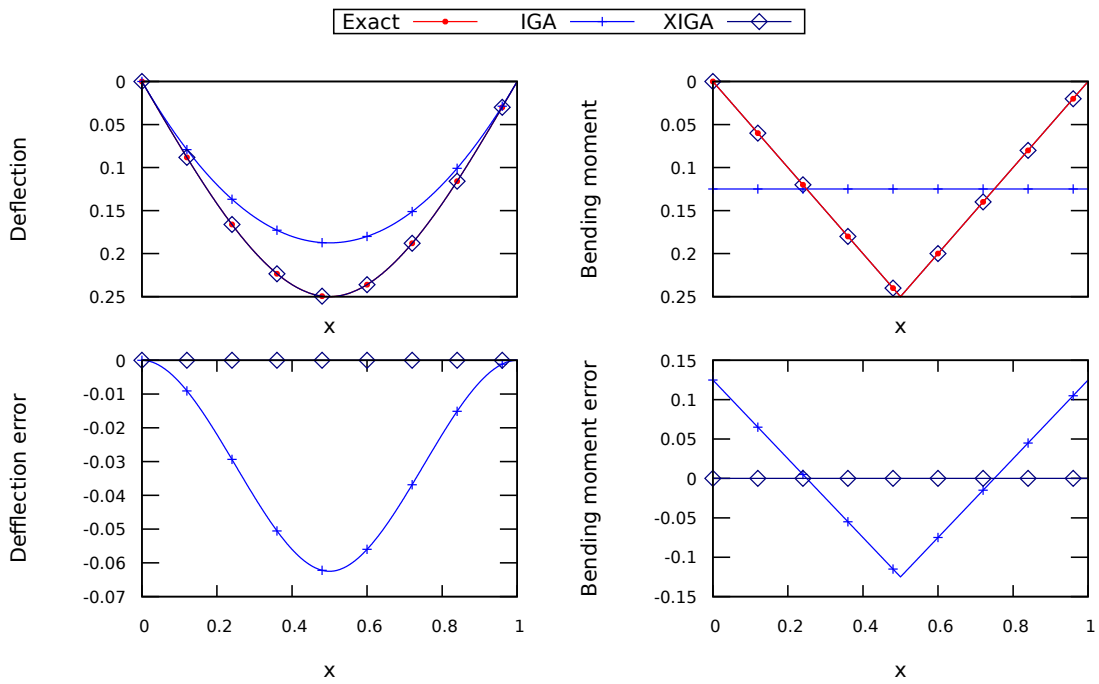 Exact IGA XIGA
Deflection
0
0.05
0.1
0.15
0.2
0.25
x
Bending moment
0
0.05
0.1
0.15
0.2
0.25
x
Defflection error
0
-0.01
-0.02
-0.03
-0.04
-0.05
-0.06
-0.07
0 0.2 0.4 0.6 0.8 1
x
Bending moment error
0.15
0.1
0.05
0
-0.05
-0.1
-0.15
0 0.2 0.4 0.6 0.8 1
x